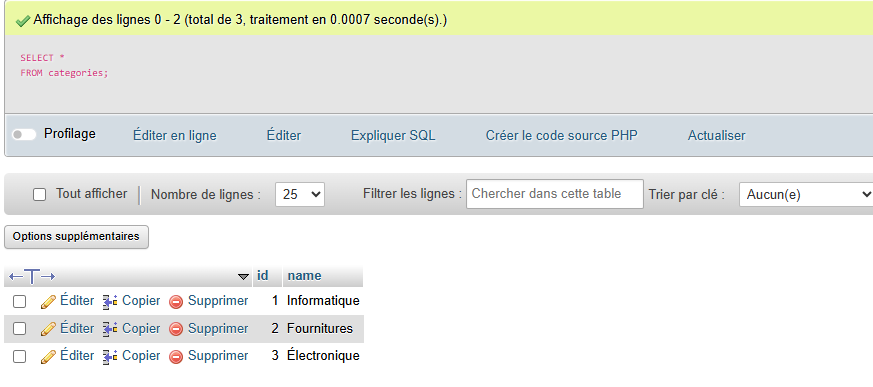 Affichage des lignes 0 - 2 (total de 3, traitement en 0.0007 seconde(s).)
SELECT *
FROM categories;
Profilage Éditer en ligne Éditer Expliquer SQL Créer le code source PHP Actualiser
Tout afficher Nombre de lignes : 25 Filtrer les lignes : Chercher dans cette table Trier par clé : Aucun(e)
Options supplémentaires
←T→ id name
Éditer Copier Supprimer 1 Informatique
Éditer Copier Supprimer 2 Fournitures
Éditer Copier Supprimer 3 Électronique